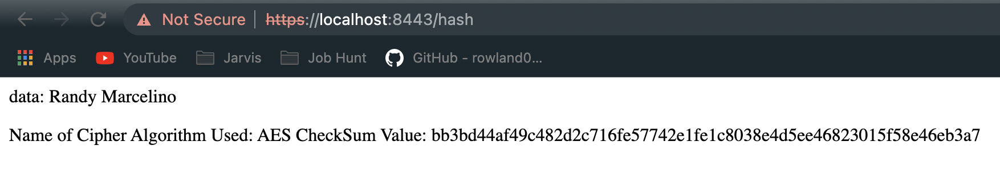 Not Secure | https://localhost:8443/hash
Apps YouTube Jarvis Job Hunt GitHub - rowland0...
data: Randy Marcelino
Name of Cipher Algorithm Used: AES CheckSum Value: bb3bd44af49c482d2c716fe57742e1fe1c8038e4d5ee46823015f58e46eb3a7